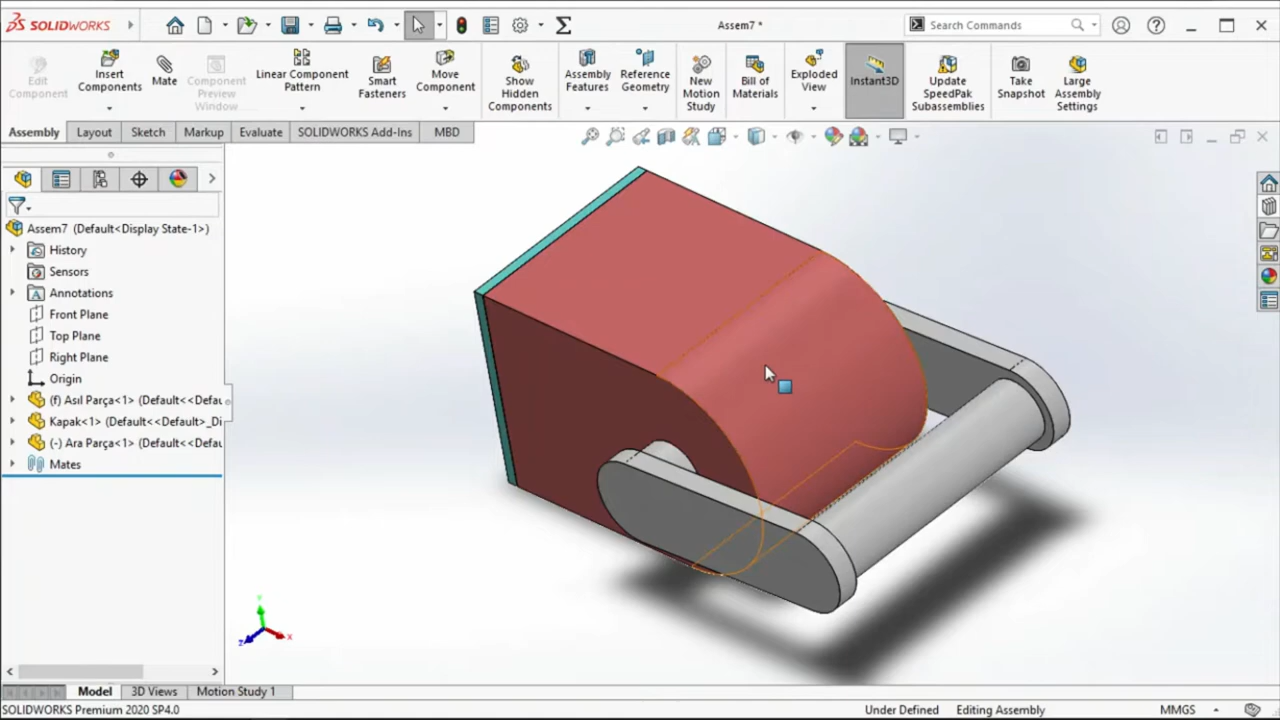 SOLIDWORKS
Assem7 *
Search Commands
Edit Component
Insert Components
Mate
Component Preview Window
Linear Component Pattern
Smart Fasteners
Move Component
Show Hidden Components
Assembly Features
Reference Geometry
New Motion Study
Bill of Materials
Exploded View
Instant3D
Update SpeedPak Subassemblies
Take Snapshot
Large Assembly Settings
Assembly
Layout
Sketch
Markup
Evaluate
SOLIDWORKS Add-Ins
MBD
Assem7 (Default<Display State-1>)
History
Sensors
Annotations
Front Plane
Top Plane
Right Plane
Origin
(f) Asıl Parça<1> (Default<<Defau
Kapak<1> (Default<<Default>_Di
(-) Ara Parça<1> (Default<<Defau
Mates
Y
Z
X
Model
3D Views
Motion Study 1
SOLIDWORKS Premium 2020 SP4.0
Under Defined
Editing Assembly
MMGS